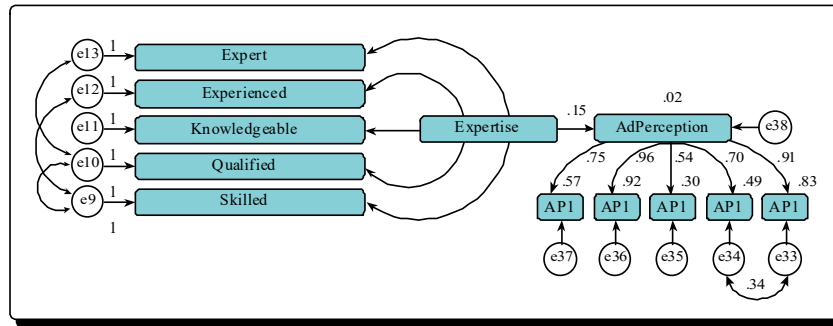 e13 1 Expert
e12 1 Experienced
e11 1 Knowledgeable
e10 1 Qualified
e9 1 Skilled
1
Expertise .15 .02
AdPerception e38
.75 .96 .54 .70 .91
.57 .92 .30 .49 .83
AP1 AP1 AP1 AP1 AP1
e37 e36 e35 e34 e33
.34